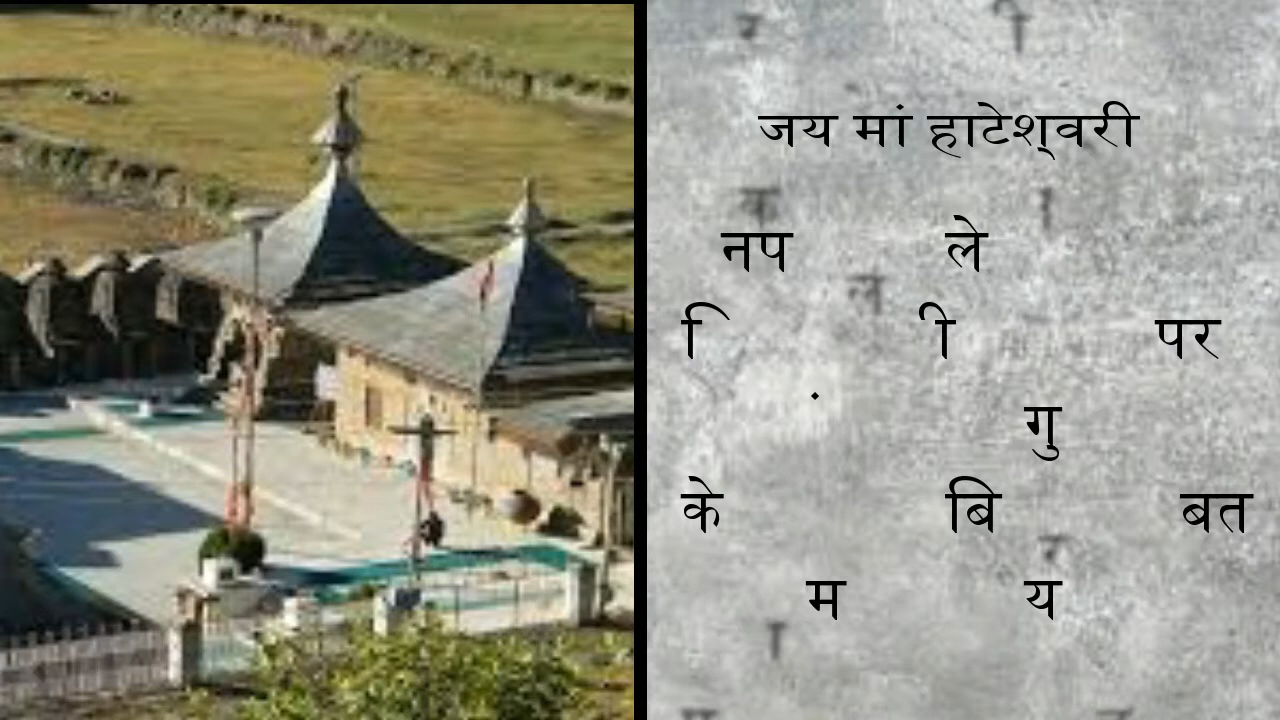 जय मां हाटेश्वरी
नप ले
ि ी पर
गु
के बि बत
म य